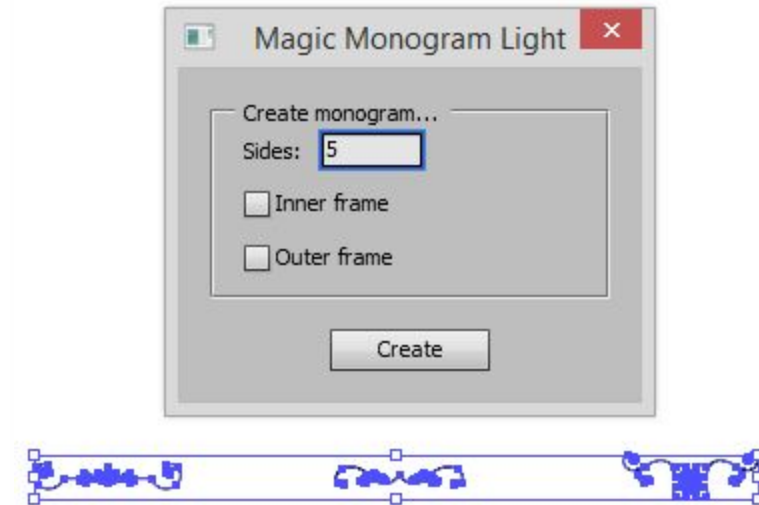 Magic Monogram Light
Create monogram...
Sides: 5
Inner frame
Outer frame
Create